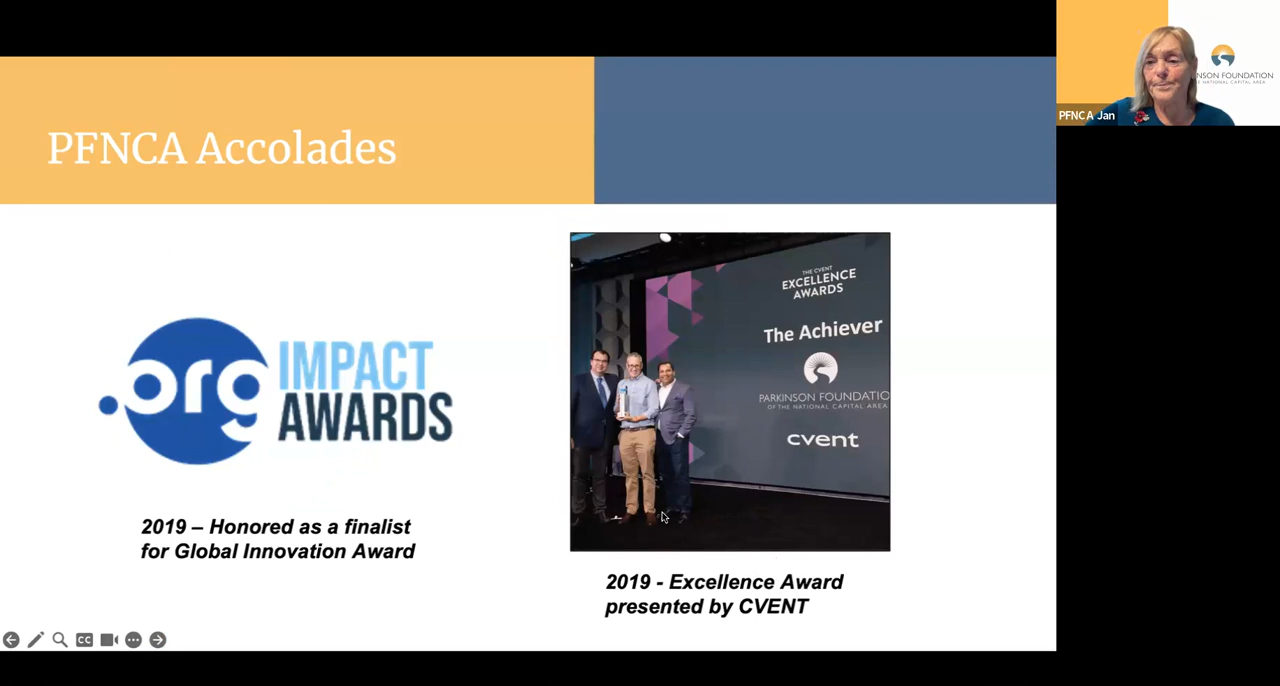 PFNCA Accolades
.org IMPACT
AWARDS
2019 – Honored as a finalist
for Global Innovation Award
THE CVENT
EXCELLENCE
AWARDS
The Achiever
PARKINSON FOUNDATIO
OF THE NATIONAL CAPITAL AREA
cvent
2019 - Excellence Award
presented by CVENT
CC
NSON FOUNDATION
E NATIONAL CAPITAL AREA
PFNCA Jan